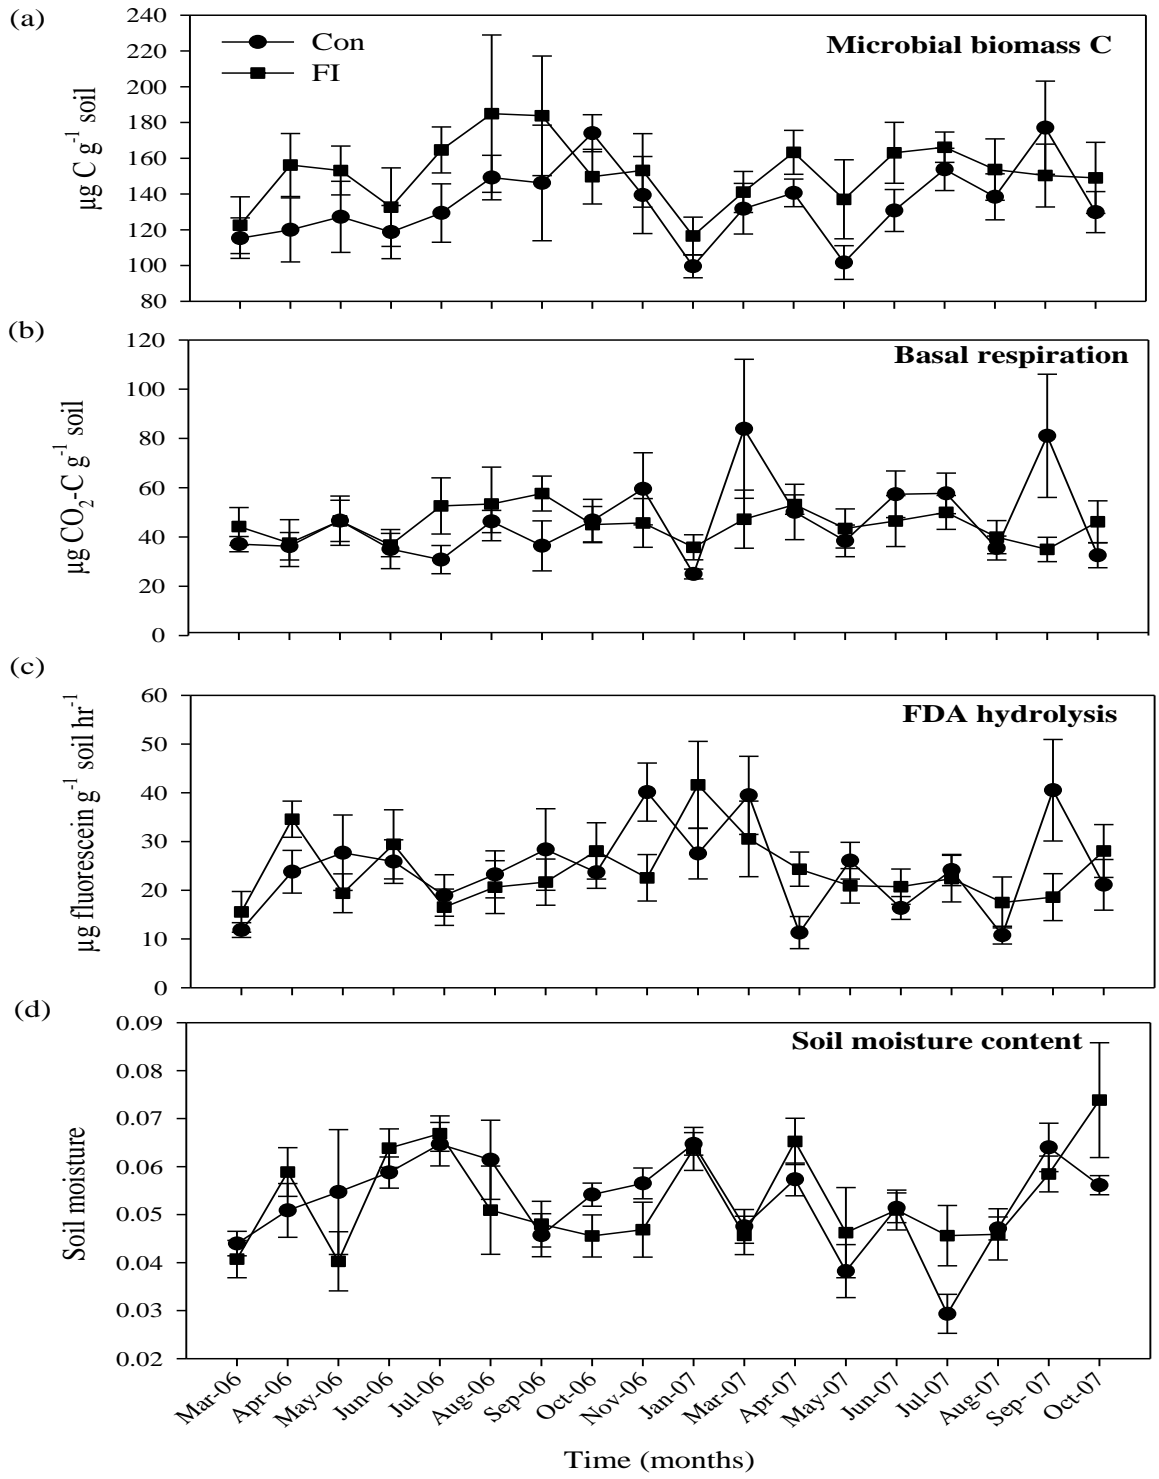 (a)
240
220
200
180
160
140
120
100
80
µg C g⁻¹ soil
Con
FI
Microbial biomass C
(b)
120
100
80
60
40
20
0
µg CO₂-C g⁻¹ soil
Basal respiration
(c)
60
50
40
30
20
10
0
µg fluorescein g⁻¹ soil hr⁻¹
FDA hydrolysis
(d)
0.09
0.08
0.07
0.06
0.05
0.04
0.03
0.02
Soil moisture
Soil moisture content
Mar-06
Apr-06
May-06
Jun-06
Jul-06
Aug-06
Sep-06
Oct-06
Nov-06
Jan-07
Mar-07
Apr-07
May-07
Jun-07
Jul-07
Aug-07
Sep-07
Oct-07
Time (months)